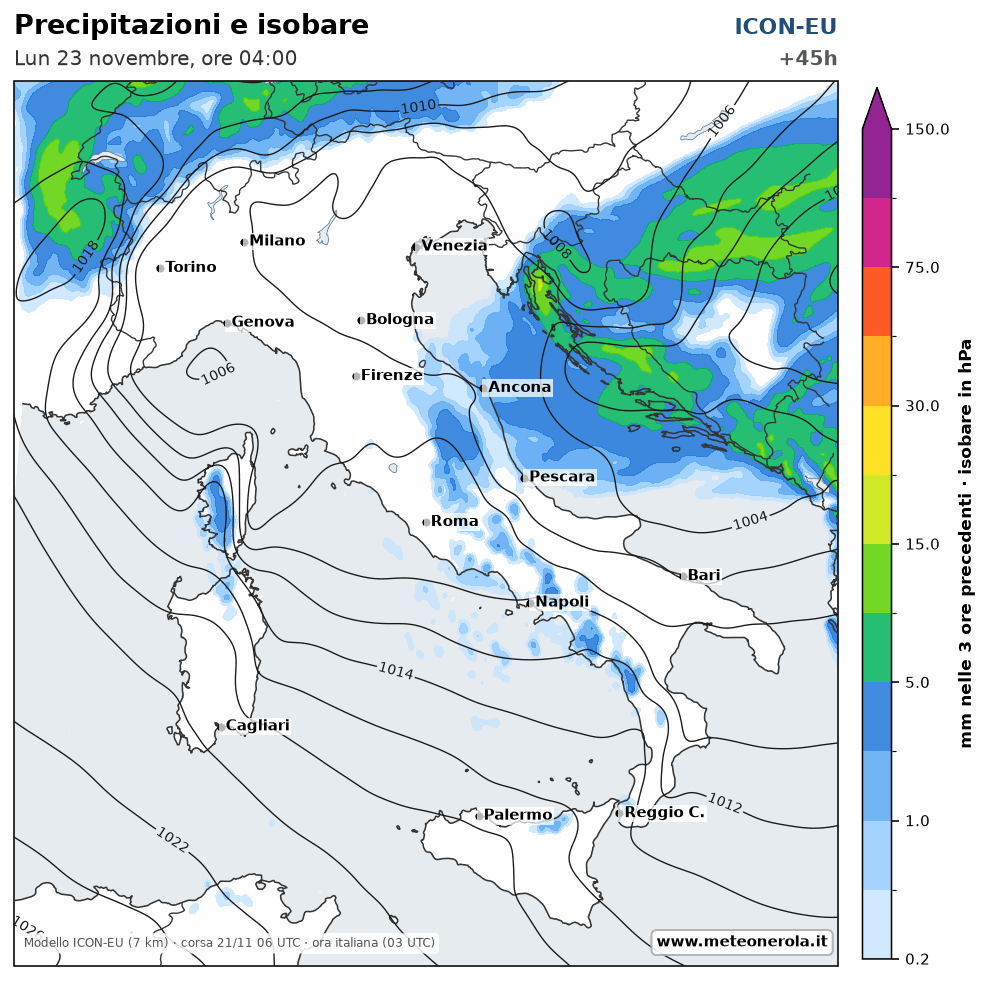 Precipitazioni e isobare
ICON-EU
Lun 23 novembre, ore 04:00
+45h
1010
1006
1018
1008
Milano
Venezia
Torino
Genova
Bologna
1006
Firenze
Ancona
Pescara
Roma
1004
Bari
Napoli
1014
Cagliari
1012
Palermo
Reggio C.
1022
Modello ICON-EU (7 km) · corsa 21/11 06 UTC · ora italiana (03 UTC)
www.meteonerola.it
150.0
75.0
30.0
15.0
5.0
1.0
0.2
mm nelle 3 ore precedenti · isobare in hPa